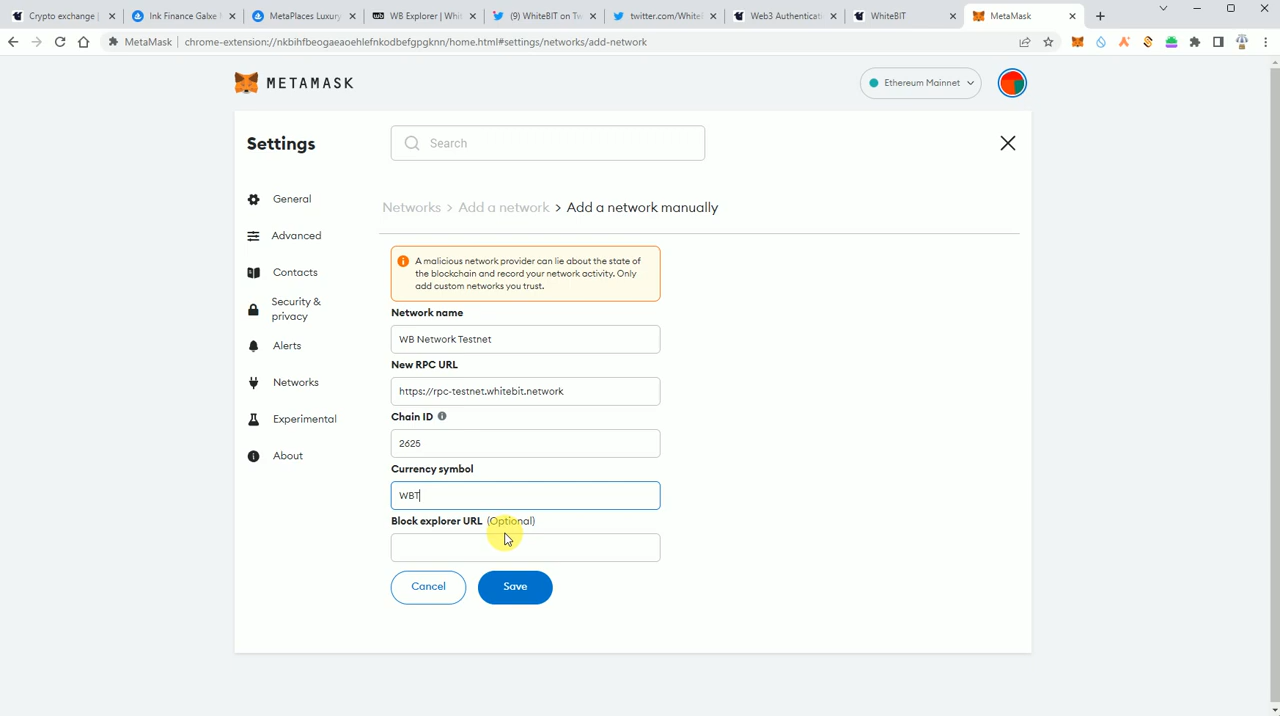 Crypto exchange |
Ink Finance Galxe
MetaPlaces Luxury
WB Explorer | Whit
(9) WhiteBIT on Tw
twitter.com/White
Web3 Authenticati
WhiteBIT
MetaMask
MetaMask
chrome-extension://nkbihfbeogaeaoehlefnkodbefgpgknn/home.html#settings/networks/add-network
METAMASK
Ethereum Mainnet
Settings
Search
General
Advanced
Contacts
Security &
privacy
Alerts
Networks
Experimental
About
Networks > Add a network > Add a network manually
A malicious network provider can lie about the state of
the blockchain and record your network activity. Only
add custom networks you trust.
Network name
WB Network Testnet
New RPC URL
https://rpc-testnet.whitebit.network
Chain ID
2625
Currency symbol
WBT
Block explorer URL (Optional)
Cancel
Save